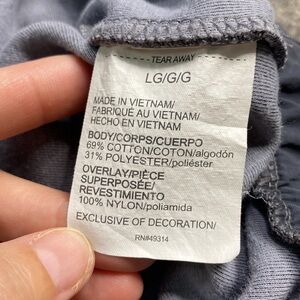 TEAR AWAY
LG/G/G
MADE IN VIETNAM/
FABRIQUÉ AU VIETNAM/
HECHO EN VIETNAM
BODY/CORPS/CUERPO
69% COTTON/COTON/algodón
31% POLYESTER/poliéster
OVERLAY/PIÈCE
SUPERPOSÉE/
REVESTIMIENTO
100% NYLON/poliamida
EXCLUSIVE OF DECORATION/
RN#49314